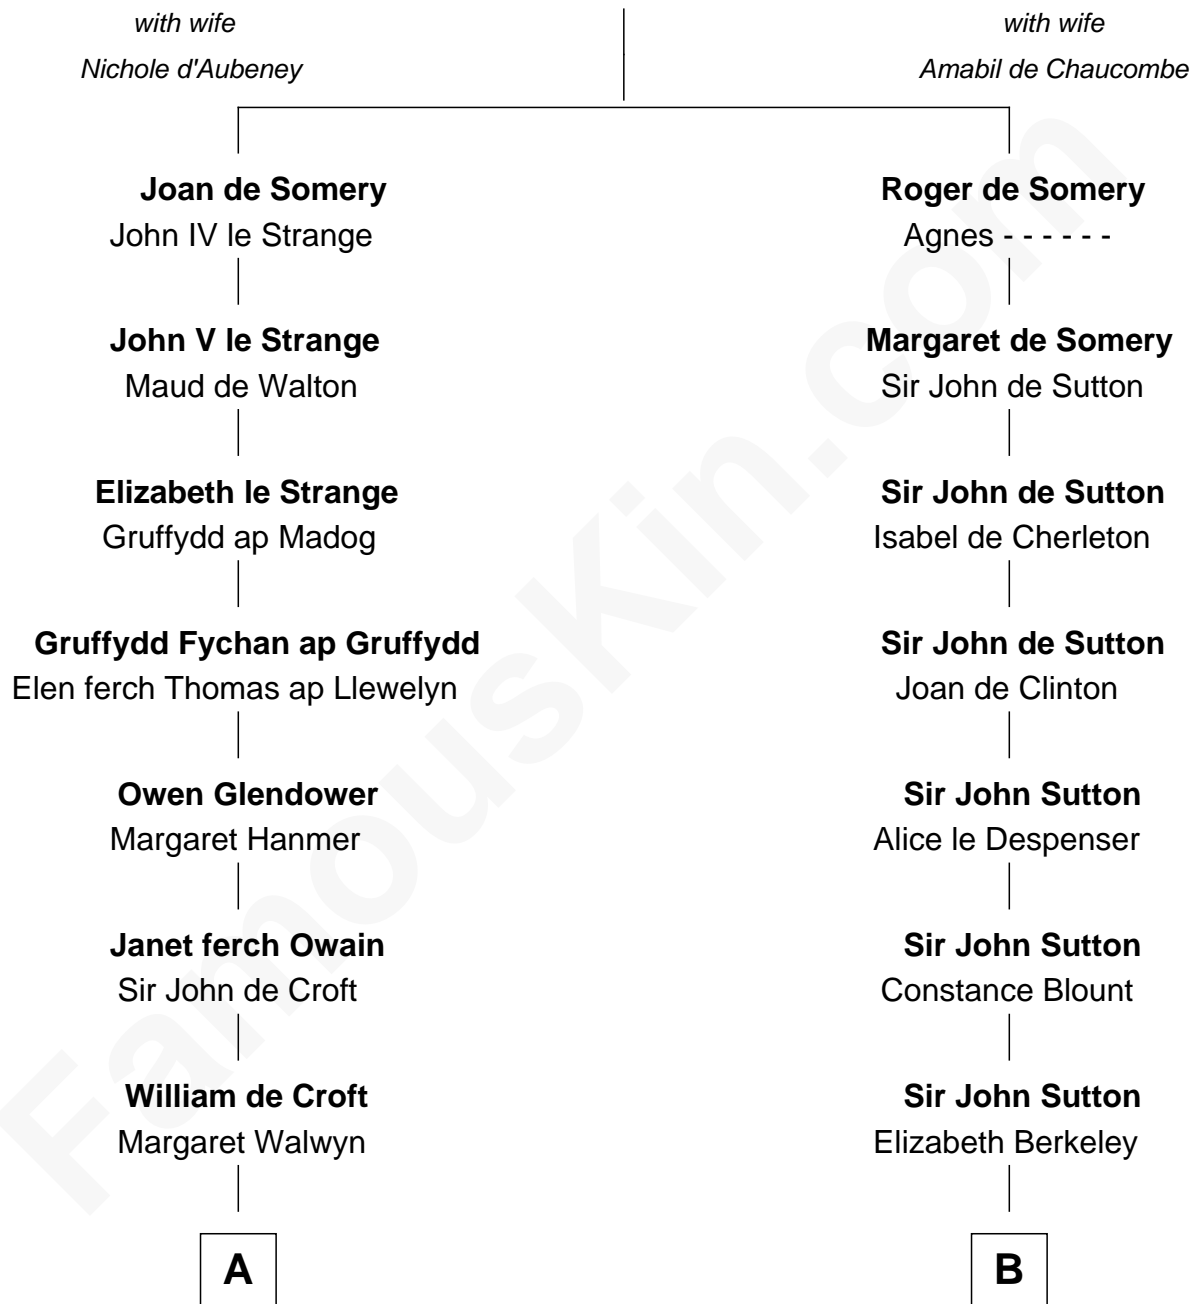 with wife
Nichole d'Aubeney
with wife
Amabil de Chaucombe
Joan de Somery
John IV le Strange
Roger de Somery
Agnes - - - - - -
John V le Strange
Maud de Walton
Margaret de Somery
Sir John de Sutton
Elizabeth le Strange
Gruffydd ap Madog
Sir John de Sutton
Isabel de Cherleton
Gruffydd Fychan ap Gruffydd
Elen ferch Thomas ap Llewelyn
Sir John de Sutton
Joan de Clinton
Owen Glendower
Margaret Hanmer
Sir John Sutton
Alice le Despenser
Janet ferch Owain
Sir John de Croft
Sir John Sutton
Constance Blount
William de Croft
Margaret Walwyn
Sir John Sutton
Elizabeth Berkeley
A
B
FamousKin.com